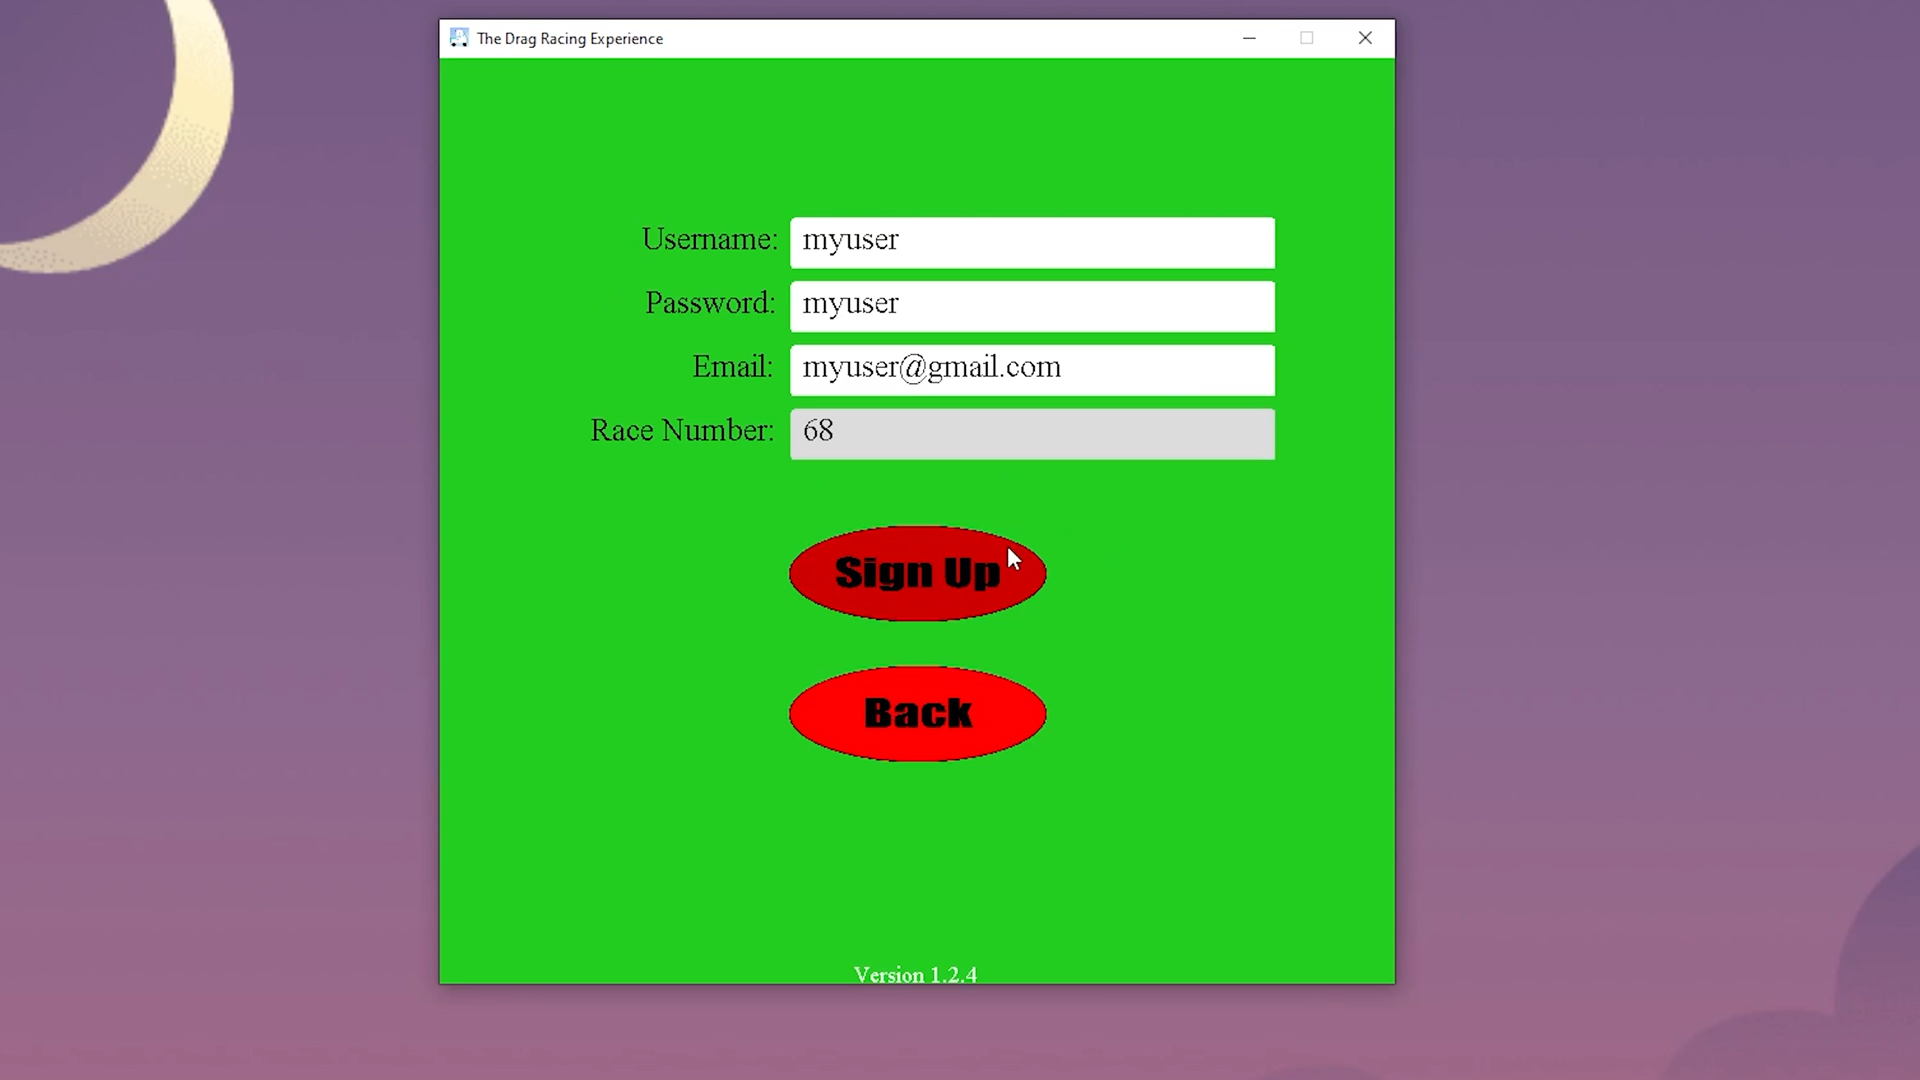 The Drag Racing Experience
Username: myuser
Password: myuser
Email: myuser@gmail.com
Race Number: 68
Sign Up
Back
Version 1.2.4